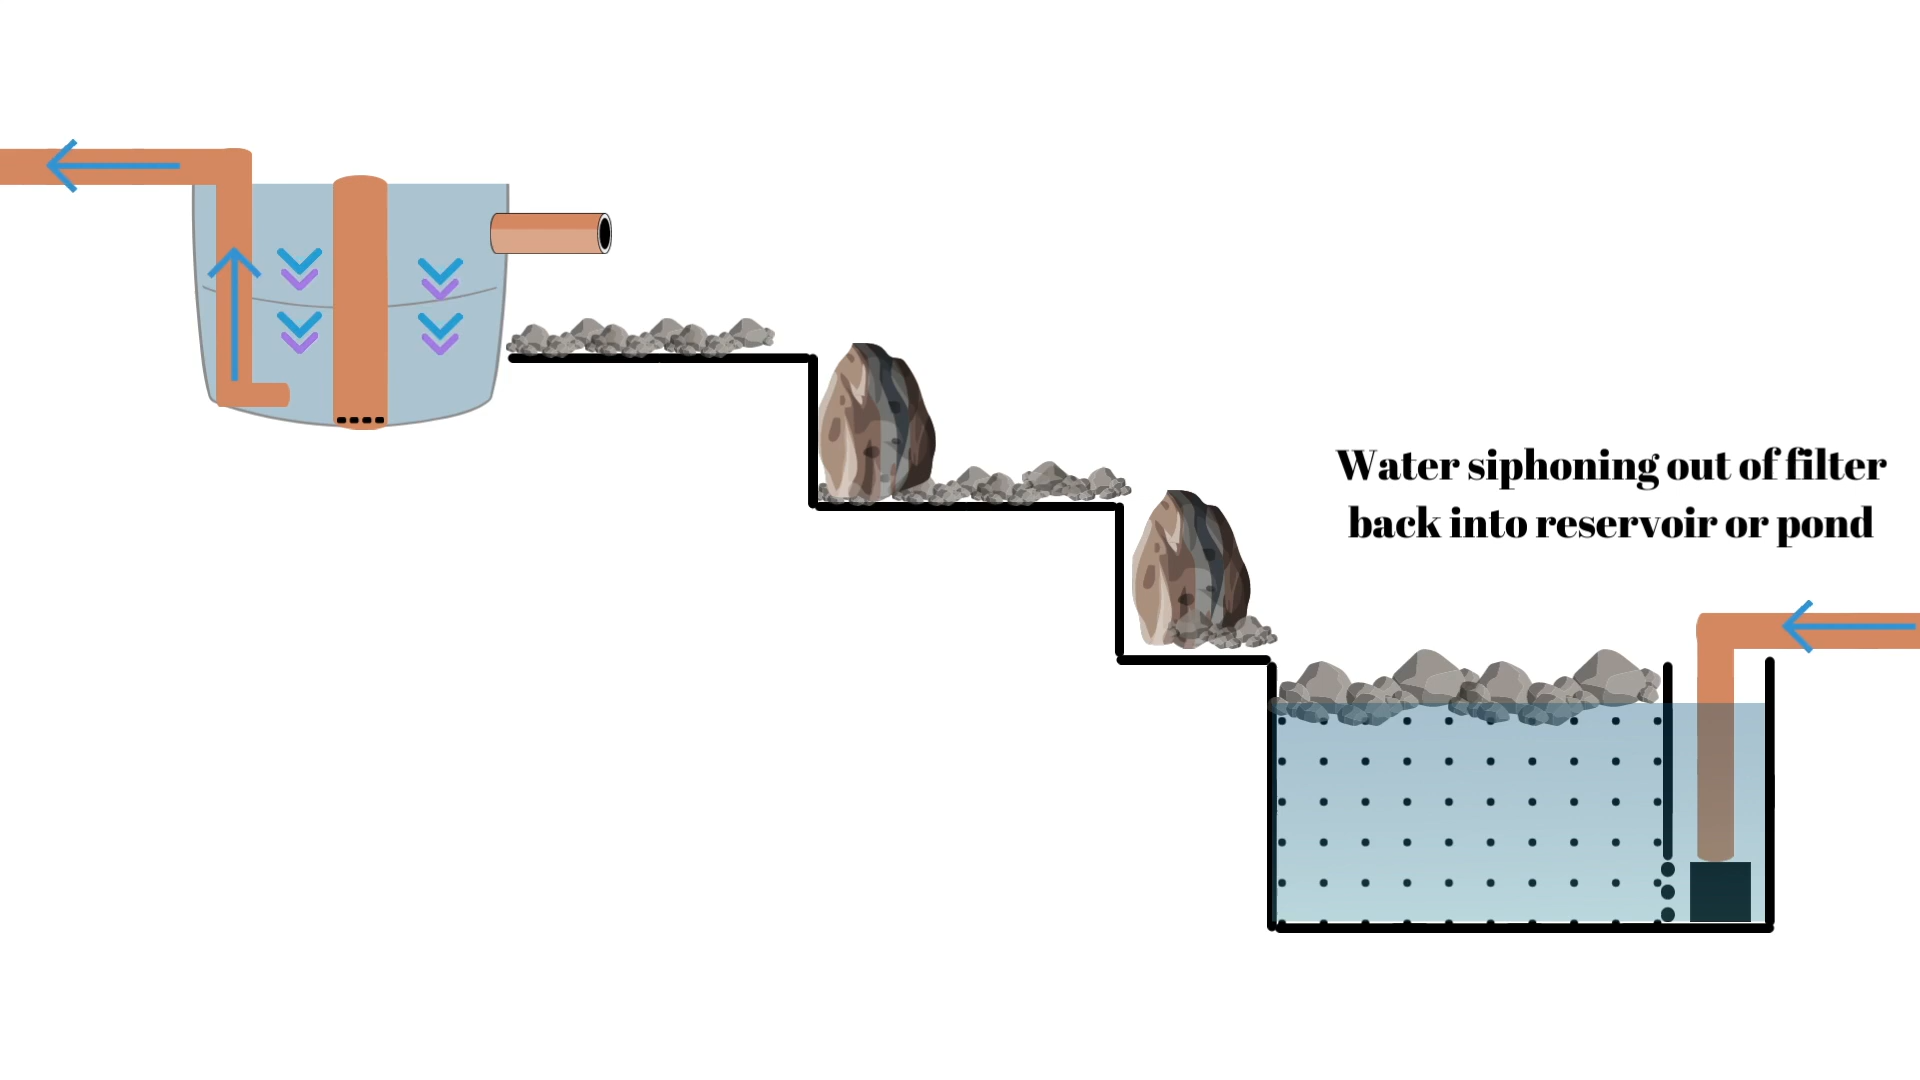 Water siphoning out of filter
back into reservoir or pond